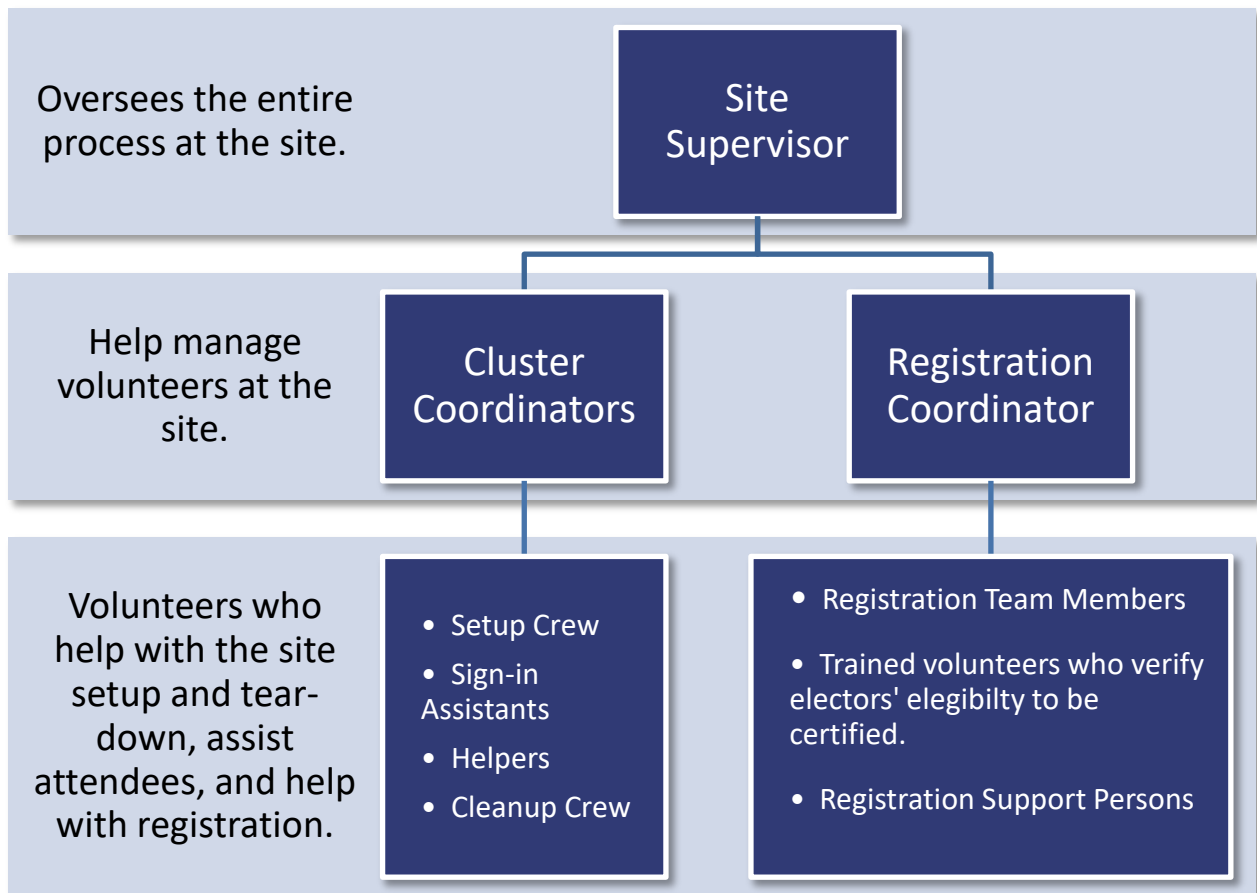 Oversees the entire
process at the site.
Site
Supervisor
Help manage
volunteers at the
site.
Cluster
Coordinators
Registration
Coordinator
Volunteers who
help with the site
setup and tear-
down, assist
attendees, and help
with registration.
• Setup Crew
• Sign-in
Assistants
• Helpers
• Cleanup Crew
• Registration Team Members
• Trained volunteers who verify
electors' elegibilty to be
certified.
• Registration Support Persons